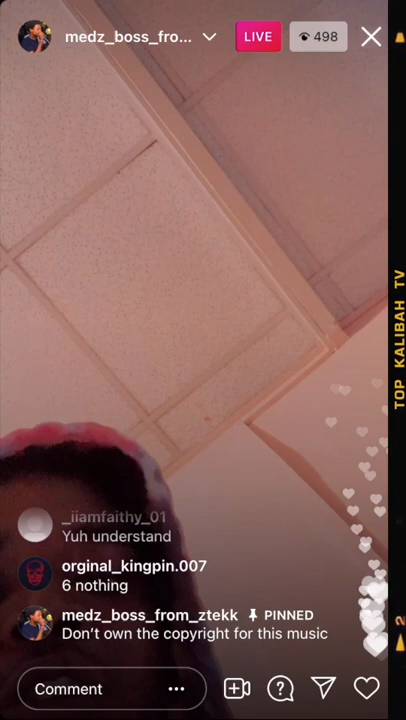 medz_boss_fro...
LIVE
498
_iiamfaithy_01
Yuh understand
orginal_kingpin.007
6 nothing
medz_boss_from_ztekk PINNED
Don’t own the copyright for this music
Comment
TOP KALIBAH TV
2